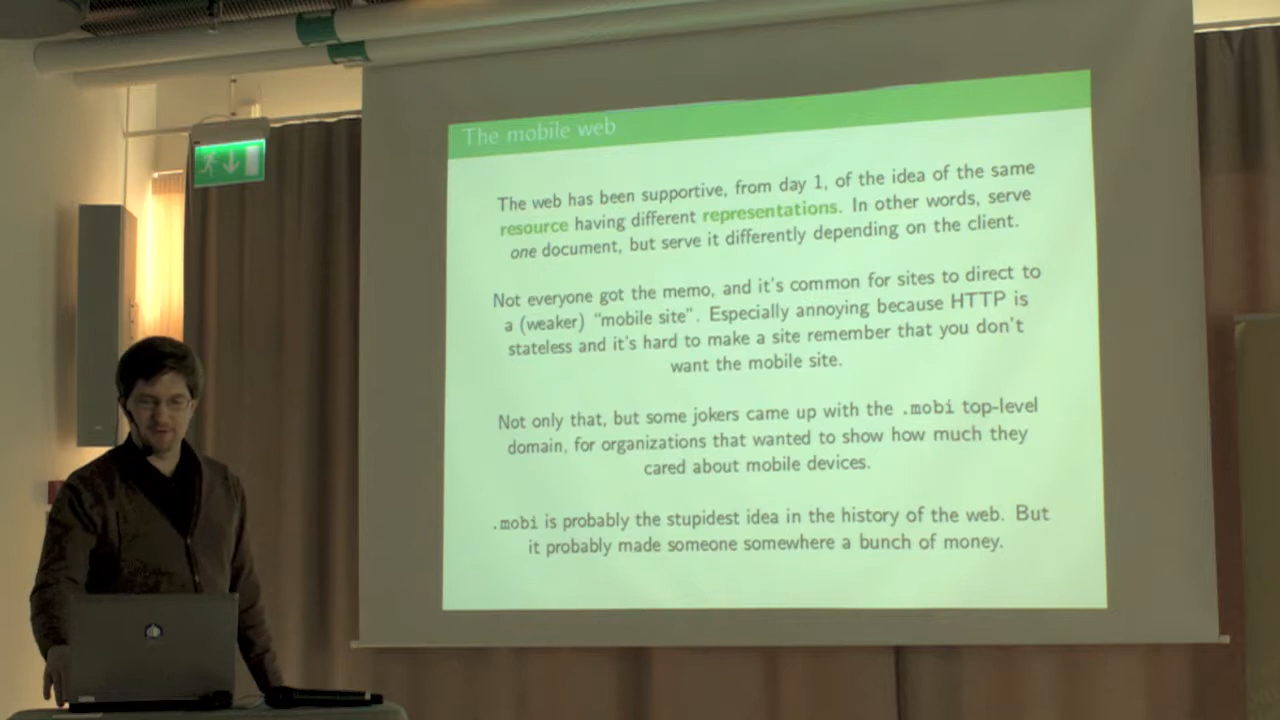 The mobile web
The web has been supportive, from day 1, of the idea of the same
resource having different representations. In other words, serve
one document, but serve it differently depending on the client.
Not everyone got the memo, and it's common for sites to direct to
a (weaker) "mobile site". Especially annoying because HTTP is
stateless and it's hard to make a site remember that you don't
want the mobile site.
Not only that, but some jokers came up with the .mobi top-level
domain, for organizations that wanted to show how much they
cared about mobile devices.
.mobi is probably the stupidest idea in the history of the web. But
it probably made someone somewhere a bunch of money.